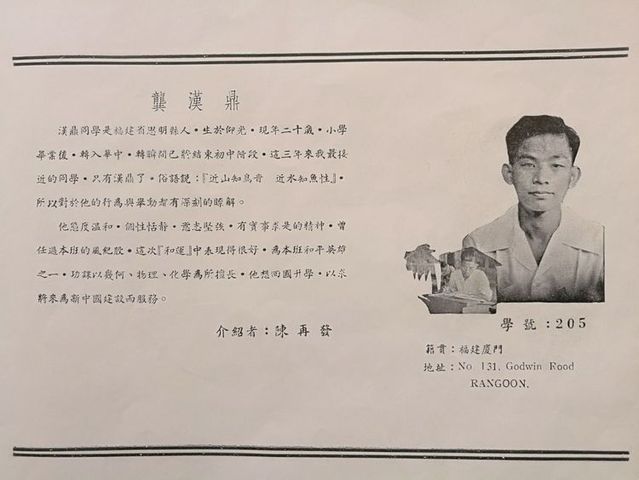 龔漢鼎
漢鼎同學是福建省思明縣人·生於仰光·現年二十歲·小學
畢業後·轉入華中·轉瞬間已將結束初中階段·這三年來我最接
近的同學·只有漢鼎了·俗語說:『近山知鳥音 近水知魚性』·
所以對於他的行為與舉動都有深刻的瞭解。
他態度温和·個性恬静·意志堅強·有實事求是的精神·曾
任過本班的風紀股·這次『和運』中表現得很好·為本班和平英雄
之一·功課以幾何、物理、化學為所擅長·他想回國升學·以求
將來為新中國建設而服務。
介紹者:陳再發
學號:205
籍貫:福建廈門
地址:No 131, Godwin Rood
RANGOON.